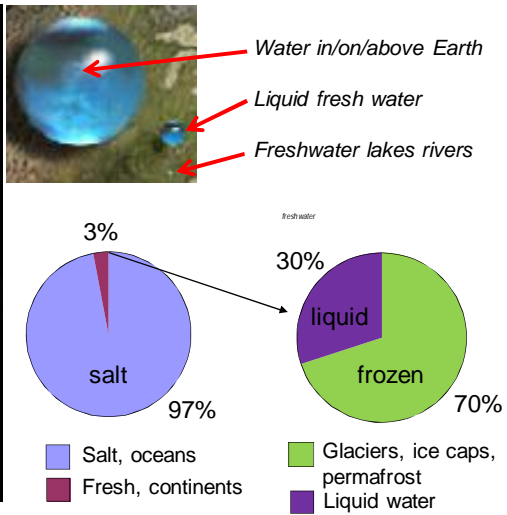 Water in/on/above Earth
Liquid fresh water
Freshwater lakes rivers
freshwater
3%
30%
liquid
salt
frozen
97%
70%
Salt, oceans
Fresh, continents
Glaciers, ice caps,
permafrost
Liquid water